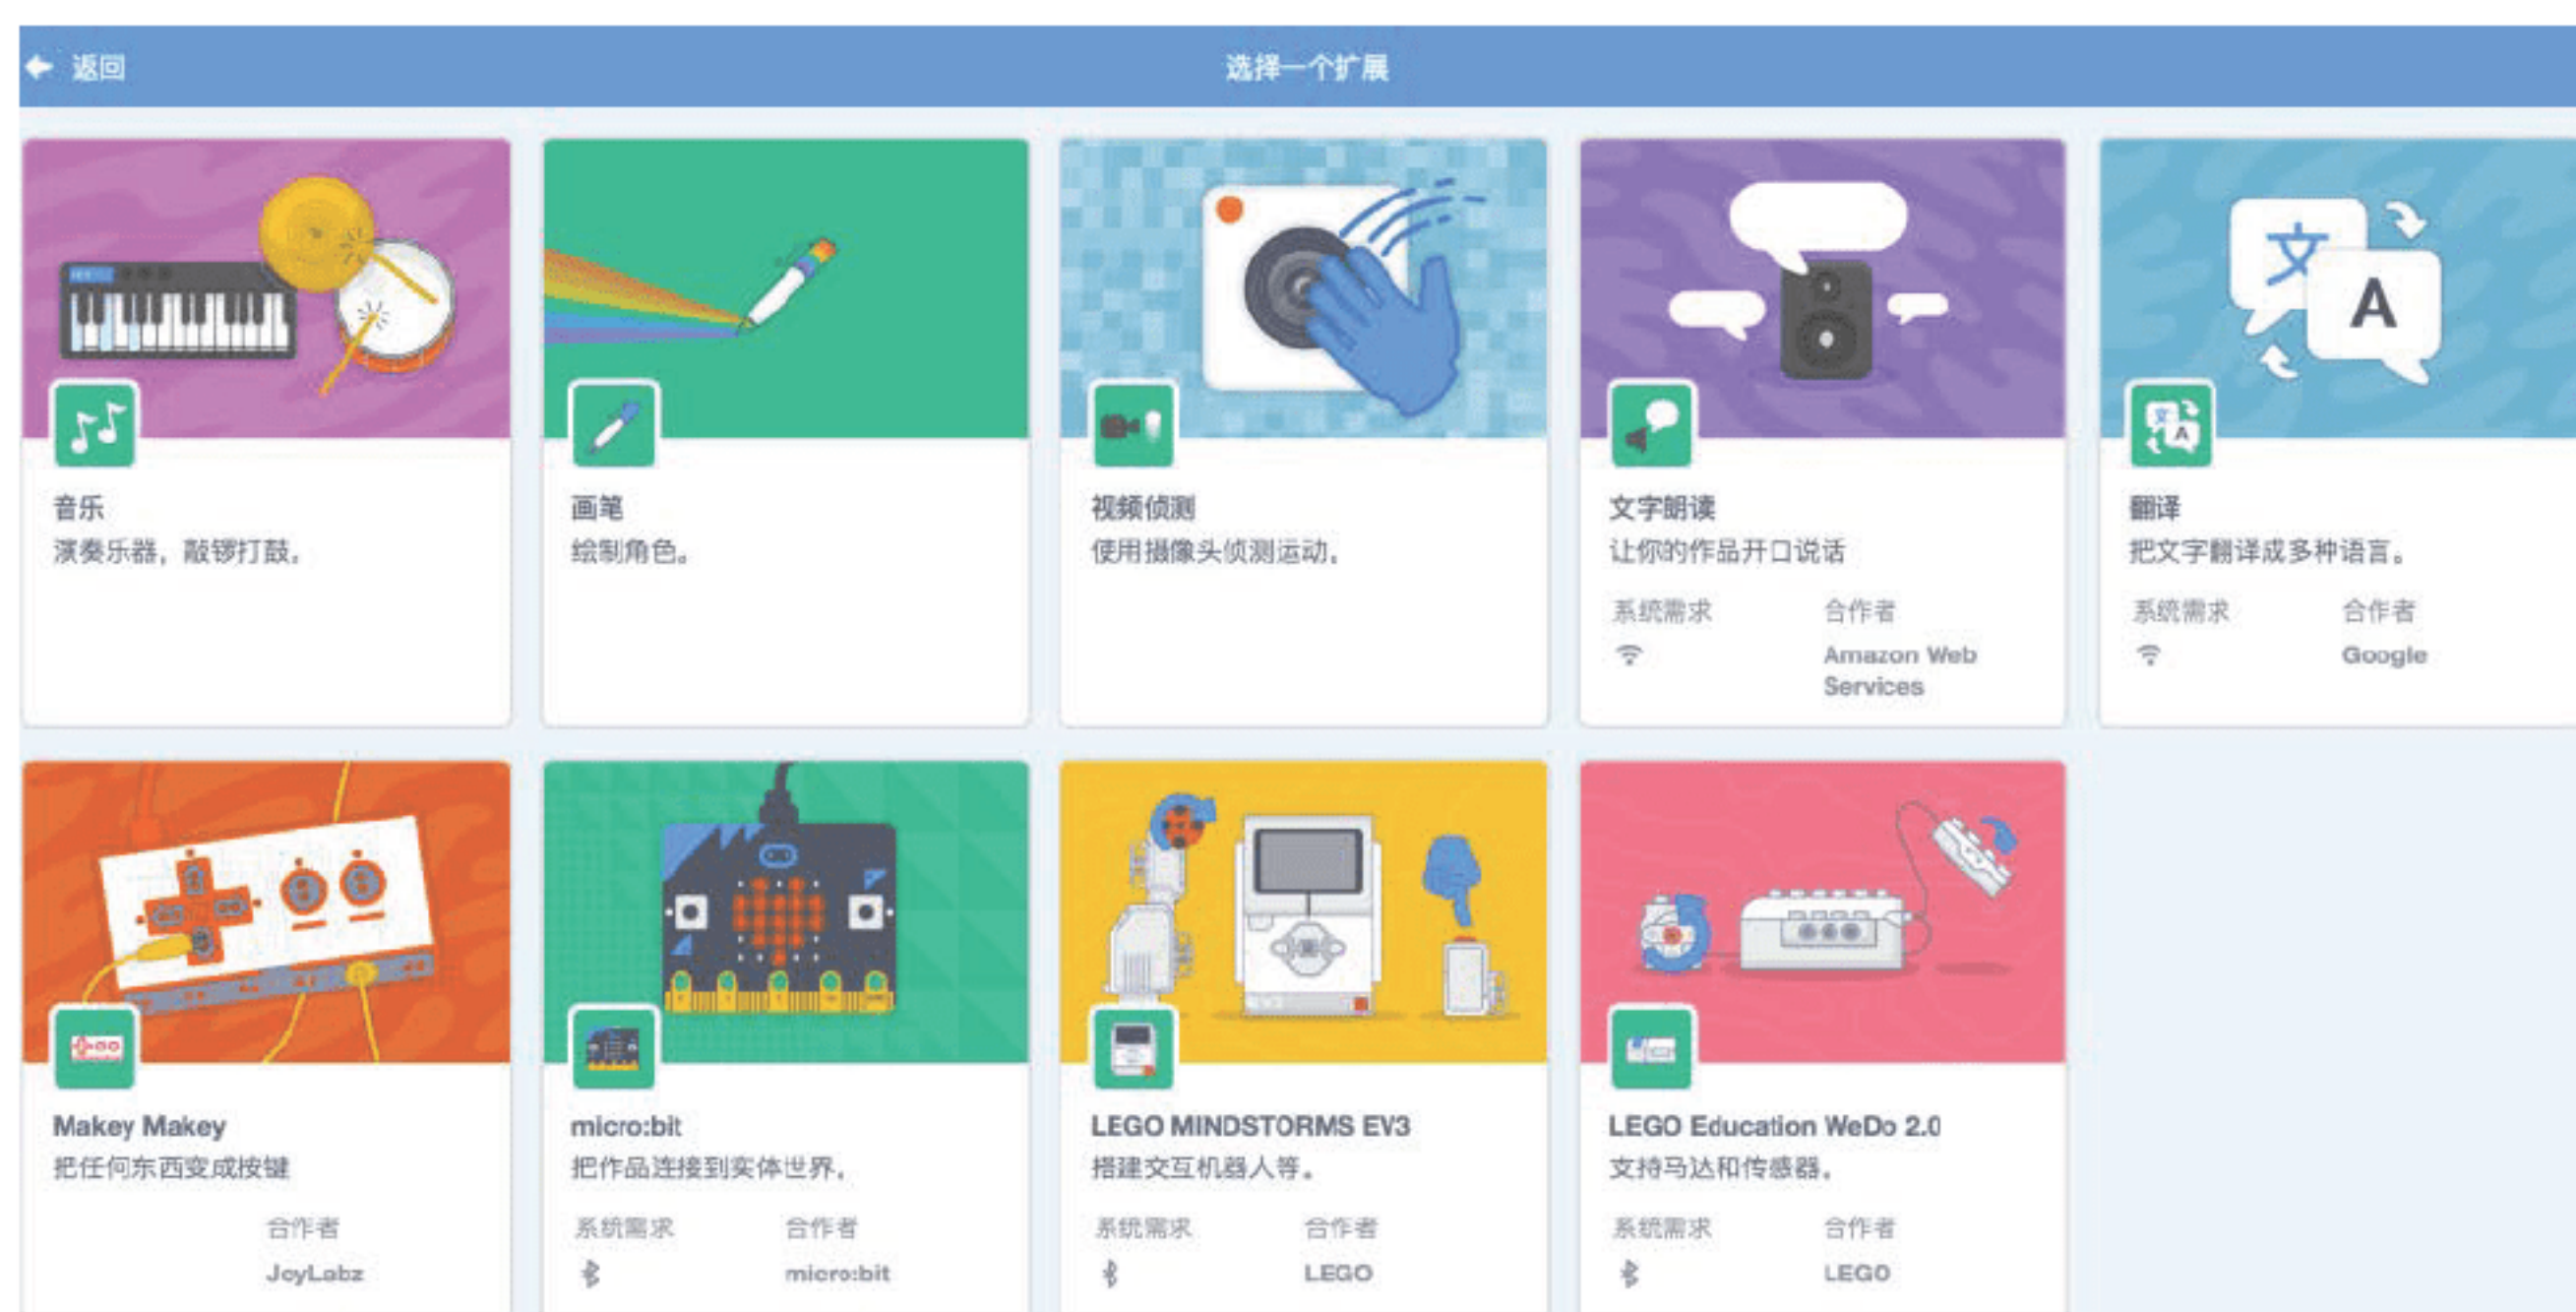 返回
选择一个扩展
音乐
演奏乐器，敲锣打鼓。
画笔
绘制角色。
视频侦测
使用摄像头侦测运动。
文字朗读
让你的作品开口说话
系统需求 合作者
Amazon Web
Services
翻译
把文字翻译成多种语言。
系统需求 合作者
Google
文
A
Makey Makey
把任何东西变成按键
合作者
JoyLabz
micro:bit
把作品连接到实体世界。
系统需求 合作者
micro:bit
LEGO MINDSTORMS EV3
搭建交互机器人等。
系统需求 合作者
LEGO
LEGO Education WeDo 2.0
支持马达和传感器。
系统需求 合作者
LEGO